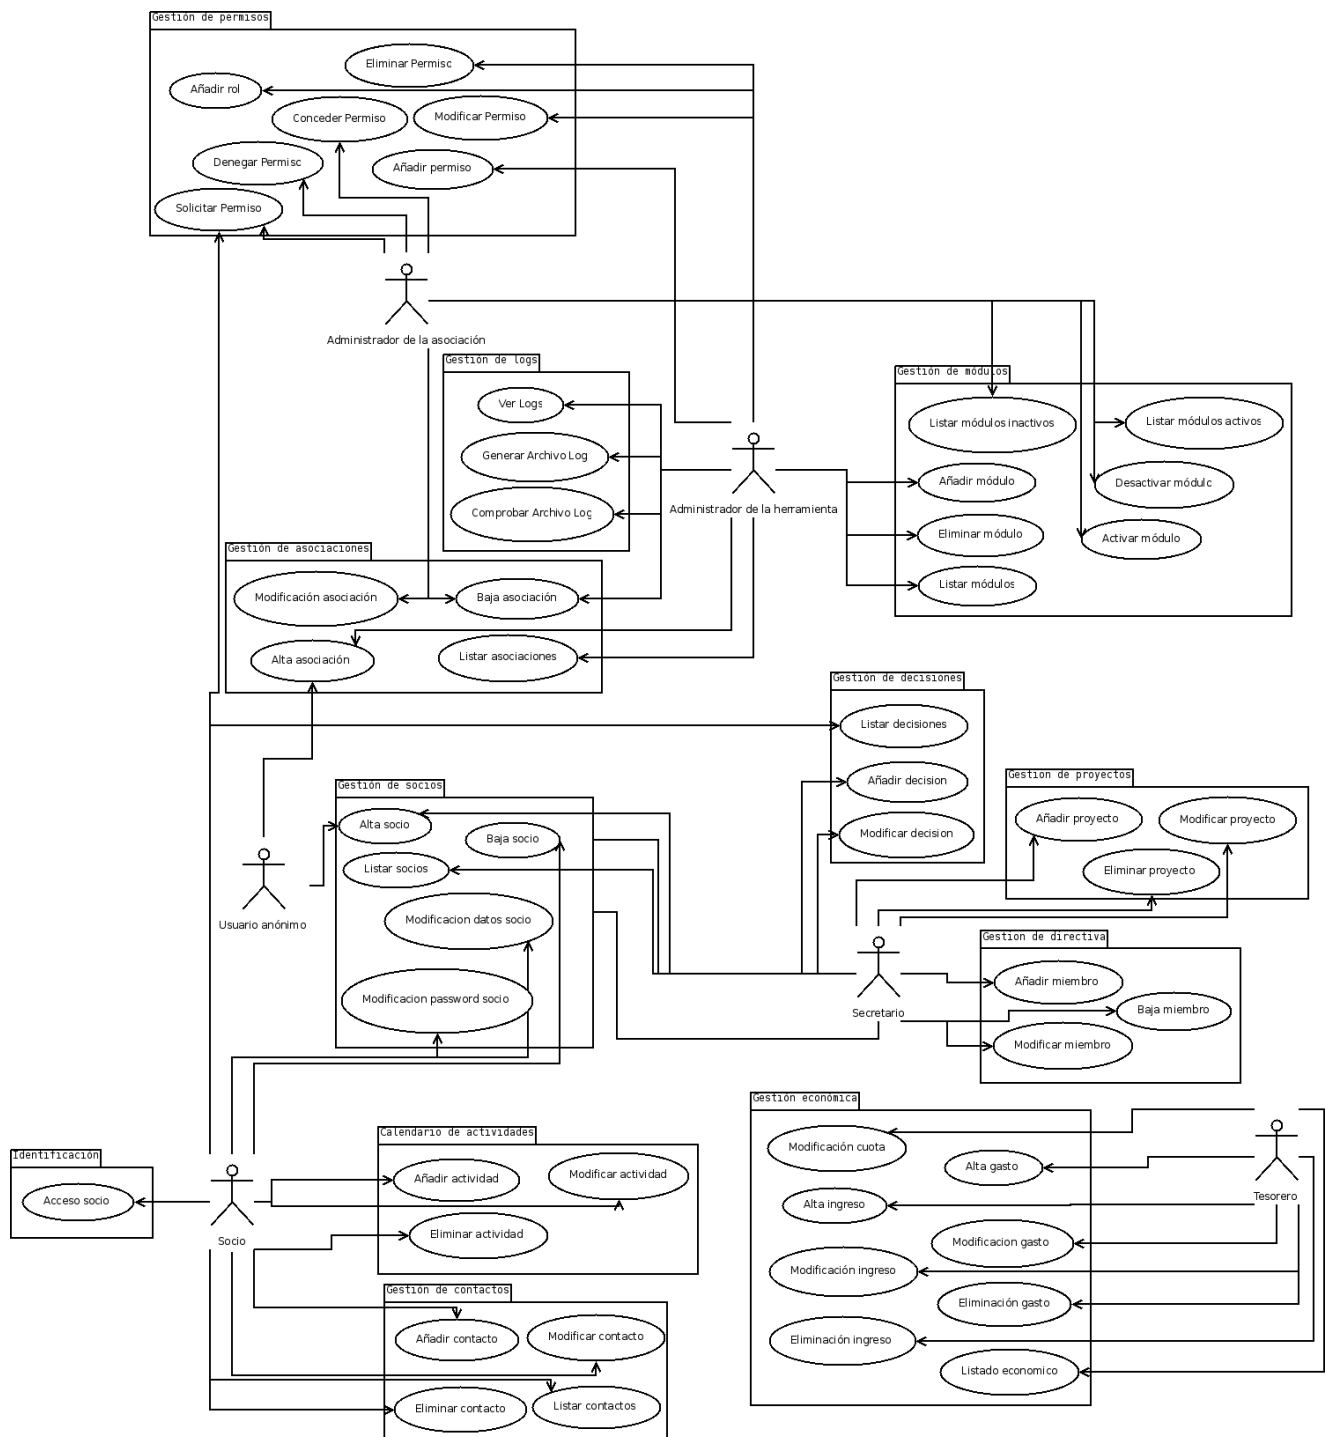 Gestión de permisos
Eliminar Permisc
Añadir rol
Conceder Permiso
Modificar Permiso
Denegar Permisc
Añadir permiso
Solicitar Permiso
Administrador de la asociación
Gestión de logs
Ver Logs
Generar Archivo Log
Comprobar Archivo Log
Administrador de la herramienta
Gestión de módulos
Listar módulos inactivos
Listar módulos activos
Añadir módulo
Desactivar módulc
Eliminar módulo
Activar módulo
Listar módulos
Gestión de asociaciones
Modificación asociación
Baja asociación
Alta asociación
Listar asociaciones
Gestión de decisiones
Listar decisiones
Añadir decision
Modificar decision
Gestion de proyectos
Añadir proyecto
Modificar proyecto
Eliminar proyecto
Gestión de socios
Alta socio
Baja socio
Listar socios
Modificacion datos socio
Modificacion password socio
Usuario anónimo
Secretario
Gestion de directiva
Añadir miembro
Baja miembro
Modificar miembro
Gestión económica
Modificación cuota
Alta gasto
Alta ingreso
Tesorero
Modificacion gasto
Modificación ingreso
Eliminación gasto
Eliminación ingreso
Listado economico
Identificación
Acceso socio
Socio
Calendario de actividades
Añadir actividad
Modificar actividad
Eliminar actividad
Gestión de contactos
Añadir contacto
Modificar contacto
Eliminar contacto
Listar contactos